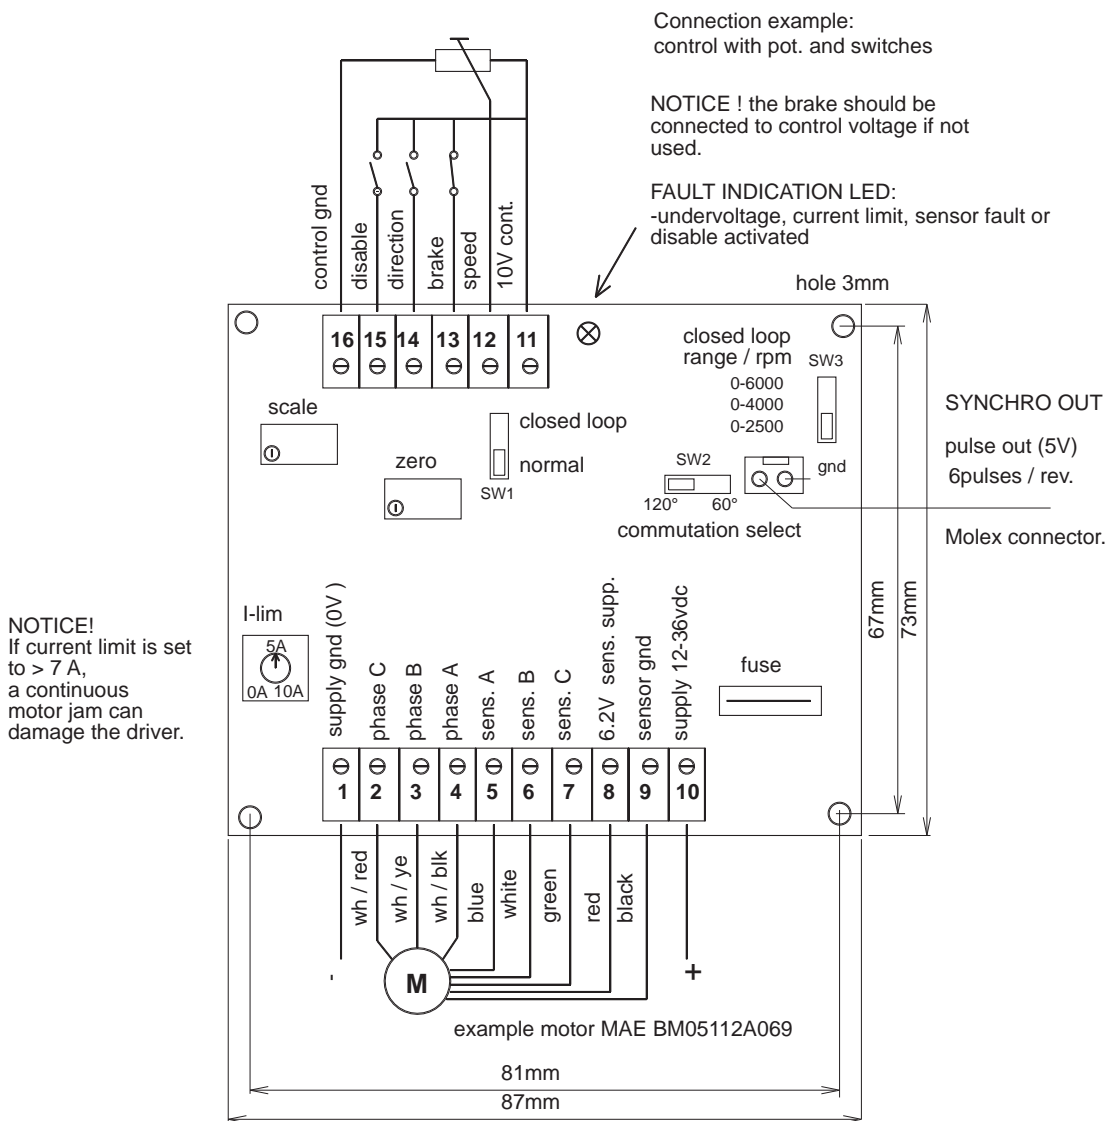 Connection example:
control with pot. and switches
NOTICE ! the brake should be
connected to control voltage if not
used.
FAULT INDICATION LED:
-undervoltage, current limit, sensor fault or
disable activated
control gnd
disable
direction
brake
speed
10V cont.
hole 3mm
16 15 14 13 12 11
closed loop
range / rpm
SW3
0-6000
0-4000
0-2500
scale
closed loop
normal
SW1
zero
SW2
gnd
120° 60°
commutation select
SYNCHRO OUT
pulse out (5V)
6pulses / rev.
Molex connector.
67mm
73mm
NOTICE!
If current limit is set
to > 7 A,
a continuous
motor jam can
damage the driver.
I-lim
5A
0A 10A
supply gnd (0V )
phase C
phase B
phase A
sens. A
sens. B
sens. C
6.2V sens. supp.
sensor gnd
supply 12-36vdc
fuse
1 2 3 4 5 6 7 8 9 10
wh / red
wh / ye
wh / blk
blue
white
green
red
black
-
M
+
example motor MAE BM05112A069
81mm
87mm